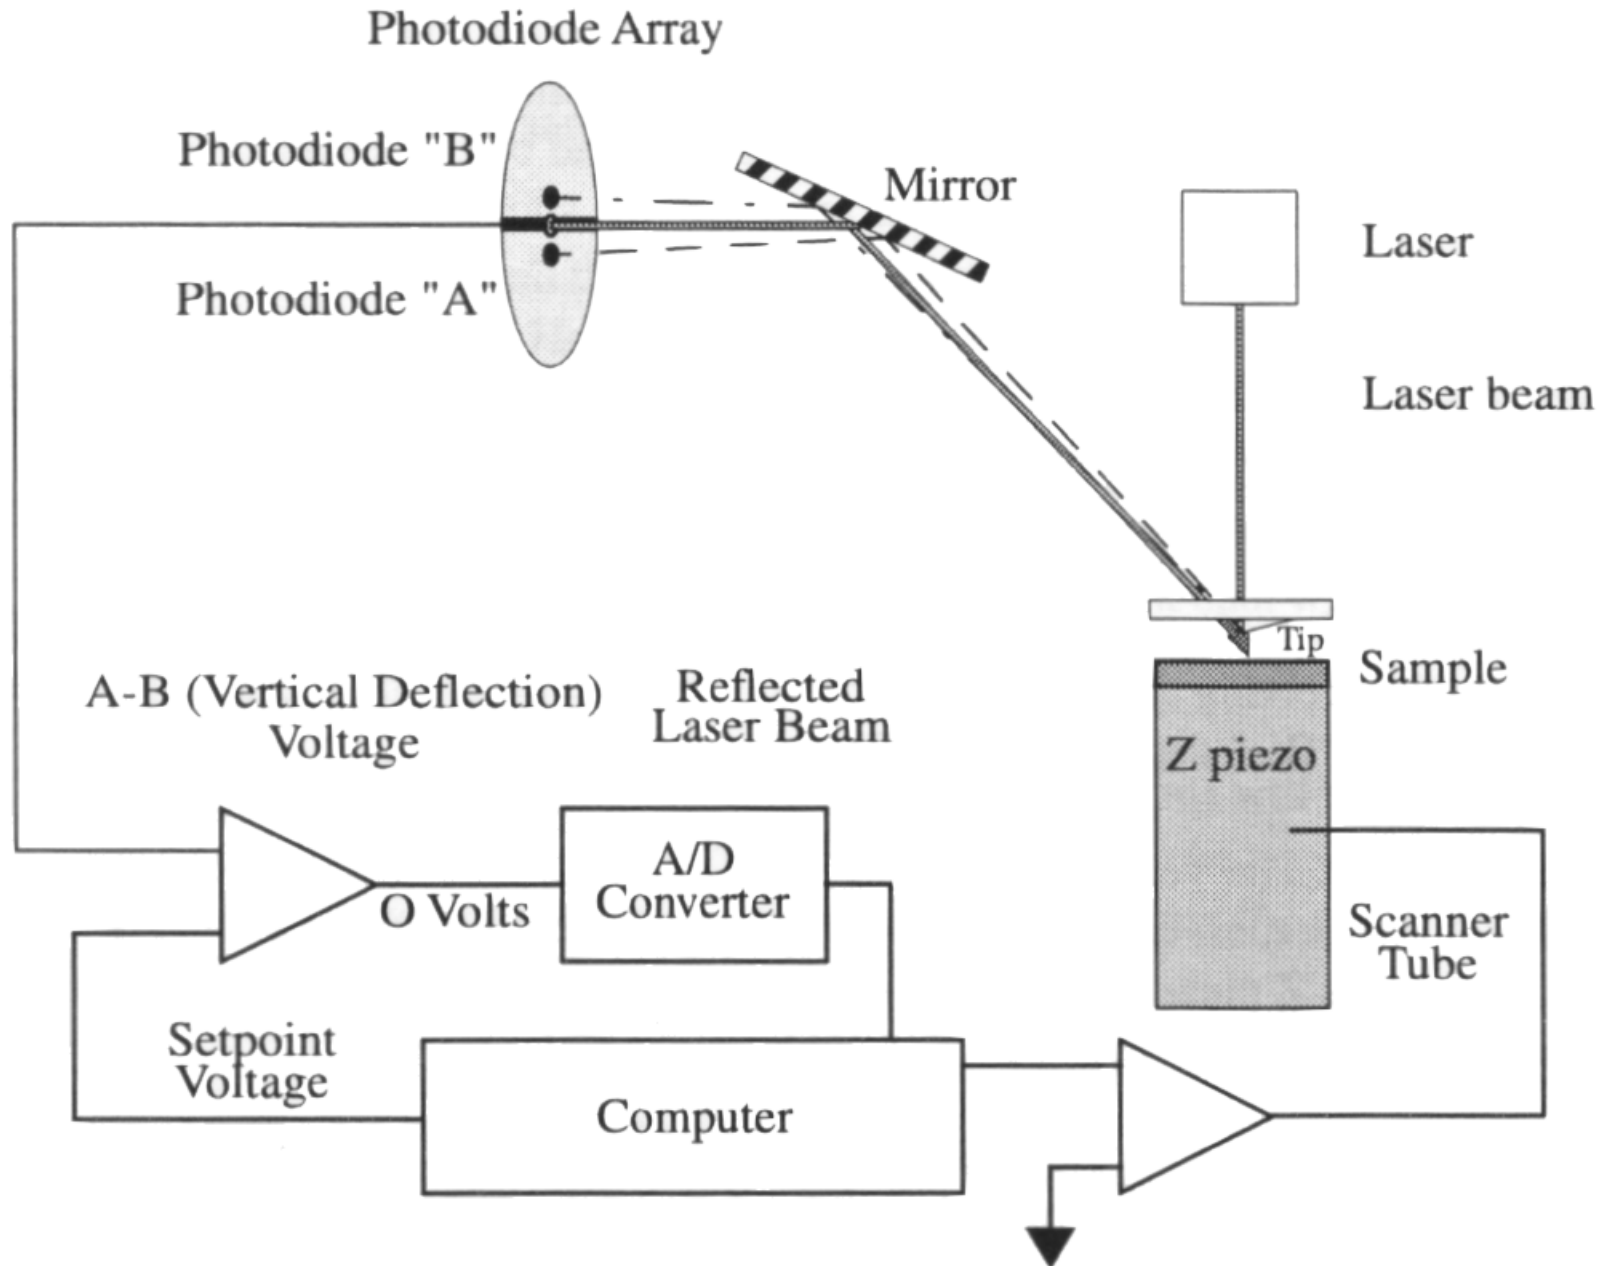 Photodiode Array
Photodiode "B"
Mirror
Laser
Photodiode "A"
Laser beam
Tip
Sample
A-B (Vertical Deflection)
Voltage
Reflected
Laser Beam
Z piezo
A/D
Converter
O Volts
Scanner
Tube
Setpoint
Voltage
Computer